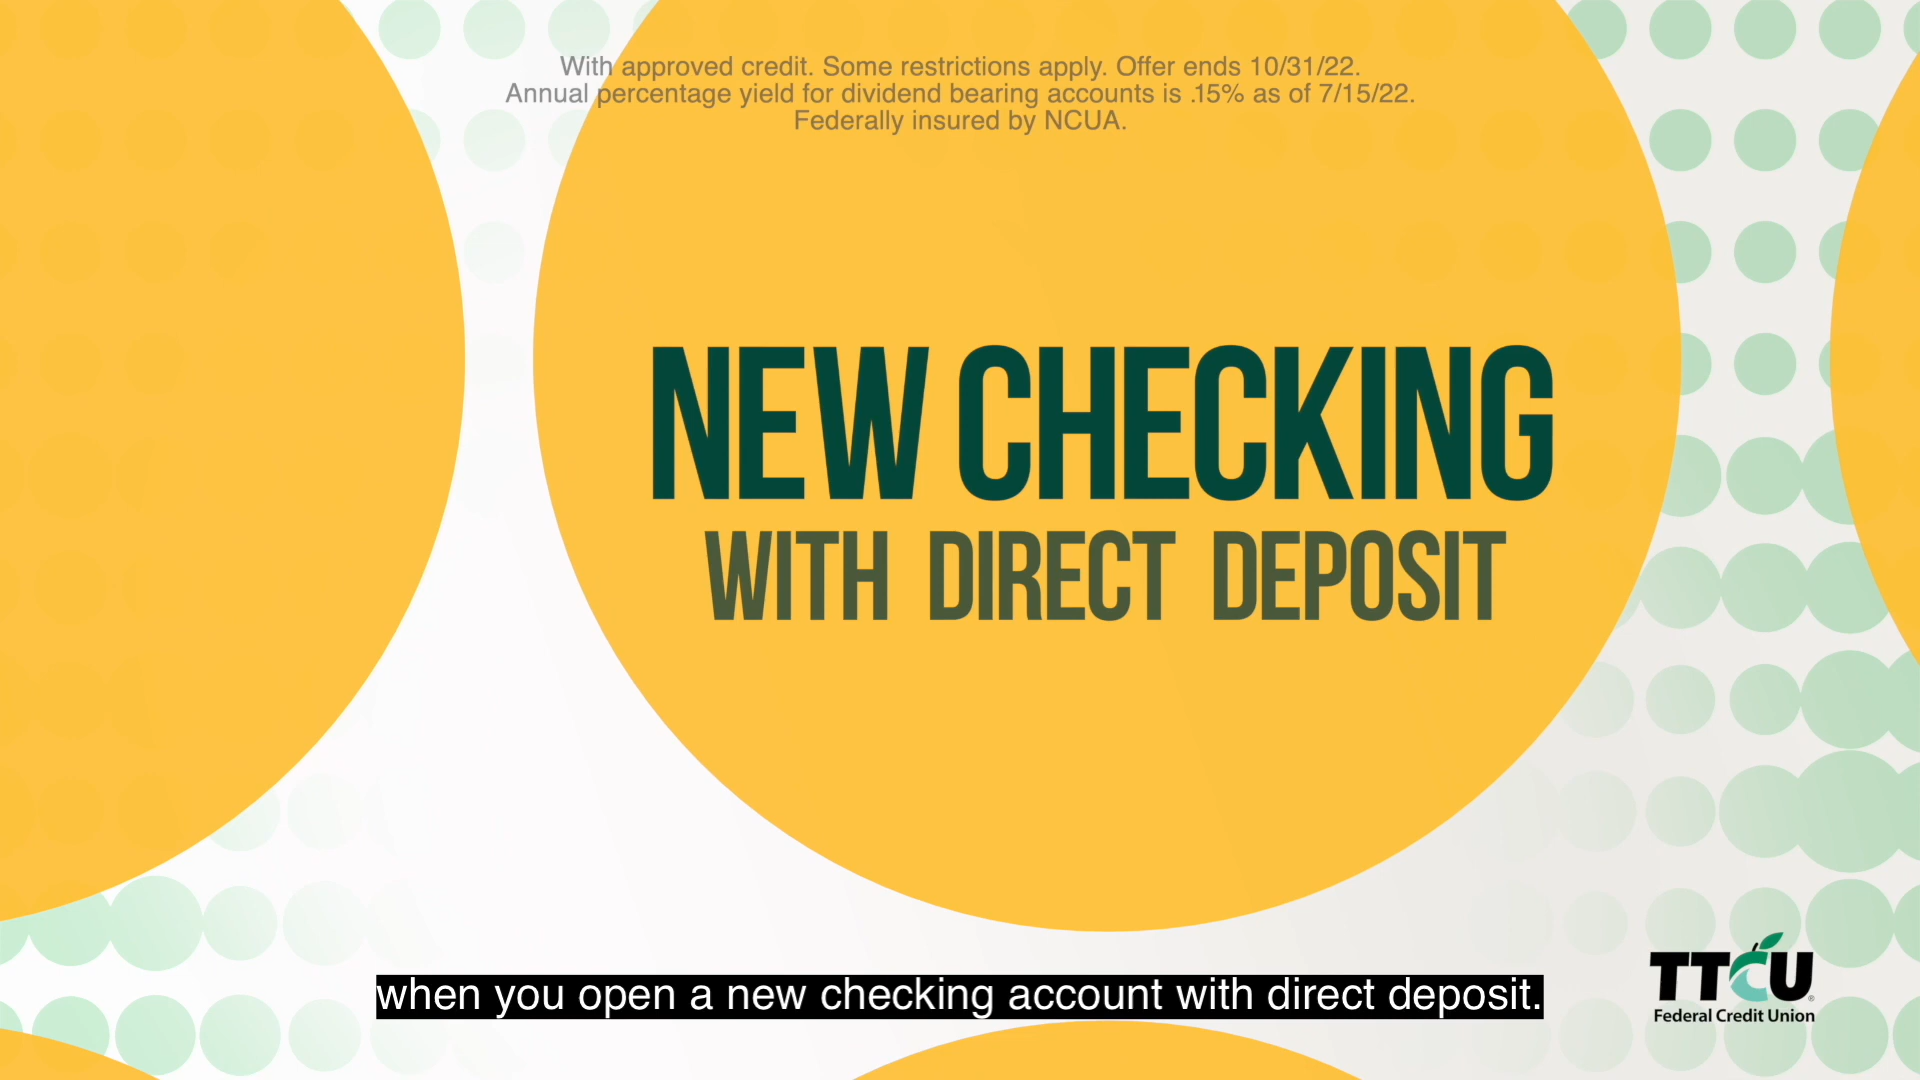 With approved credit. Some restrictions apply. Offer ends 10/31/22.
Annual percentage yield for dividend bearing accounts is .15% as of 7/15/22.
Federally insured by NCUA.
NEW CHECKING
WITH DIRECT DEPOSIT
when you open a new checking account with direct deposit.
TTCU®
Federal Credit Union